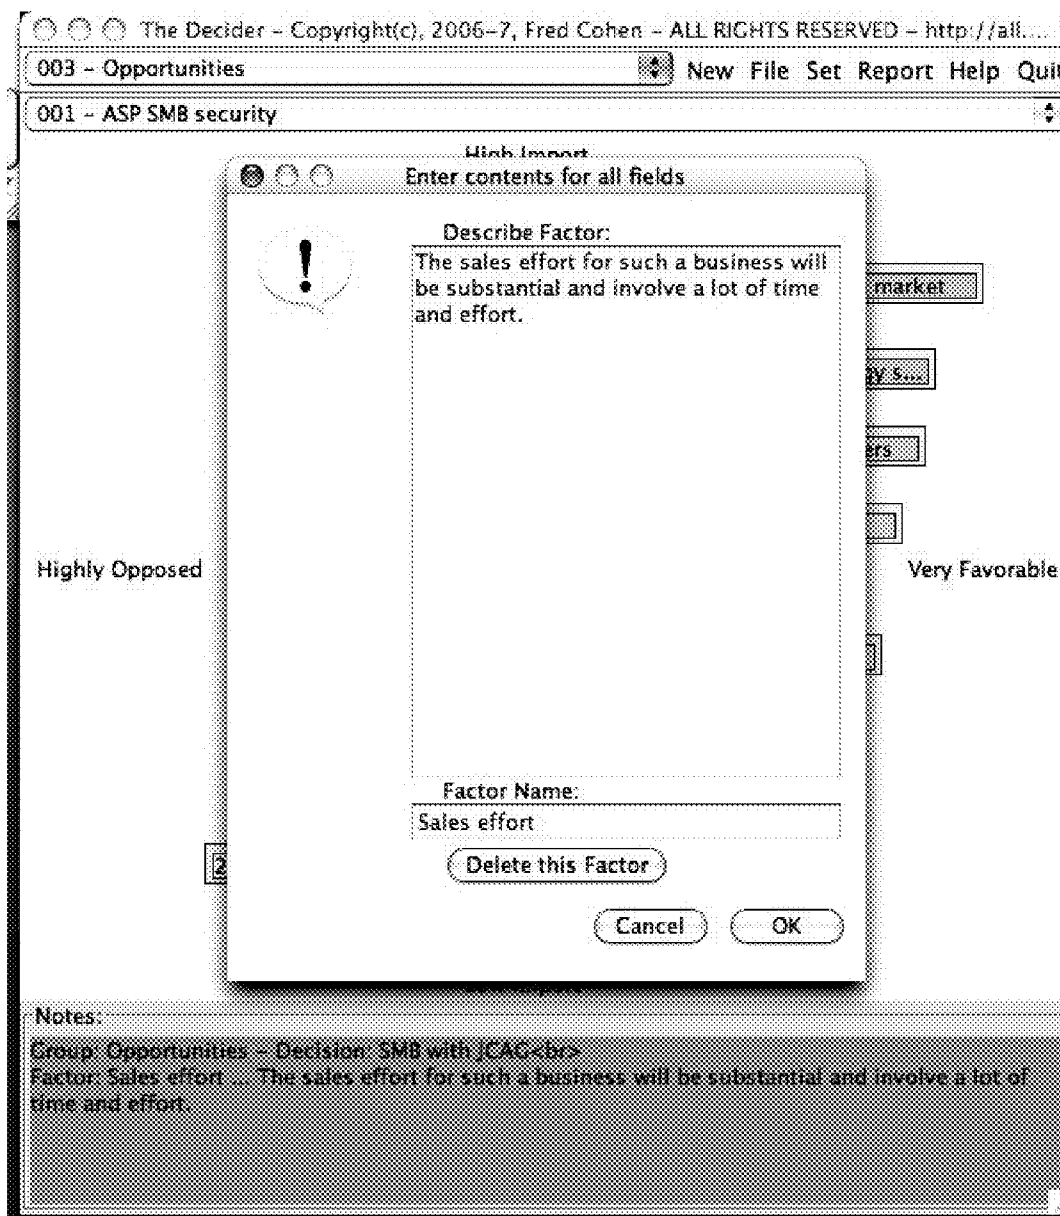 The Decider – Copyright(c), 2006–7, Fred Cohen – ALL RIGHTS RESERVED – http://all....
003 – Opportunities
New File Set Report Help Quit
001 – ASP SMB security
High Import
Enter contents for all fields
Describe Factor:
The sales effort for such a business will
be substantial and involve a lot of time
and effort.
market
gy s...
ers
Highly Opposed
Very Favorable
Factor Name:
Sales effort
2
Delete this Factor
Cancel
OK
Notes:
Group: Opportunities – Decision: SMB with JCAG<br>
Factor: Sales effort ... The sales effort for such a business will be substantial and involve a lot of
time and effort.